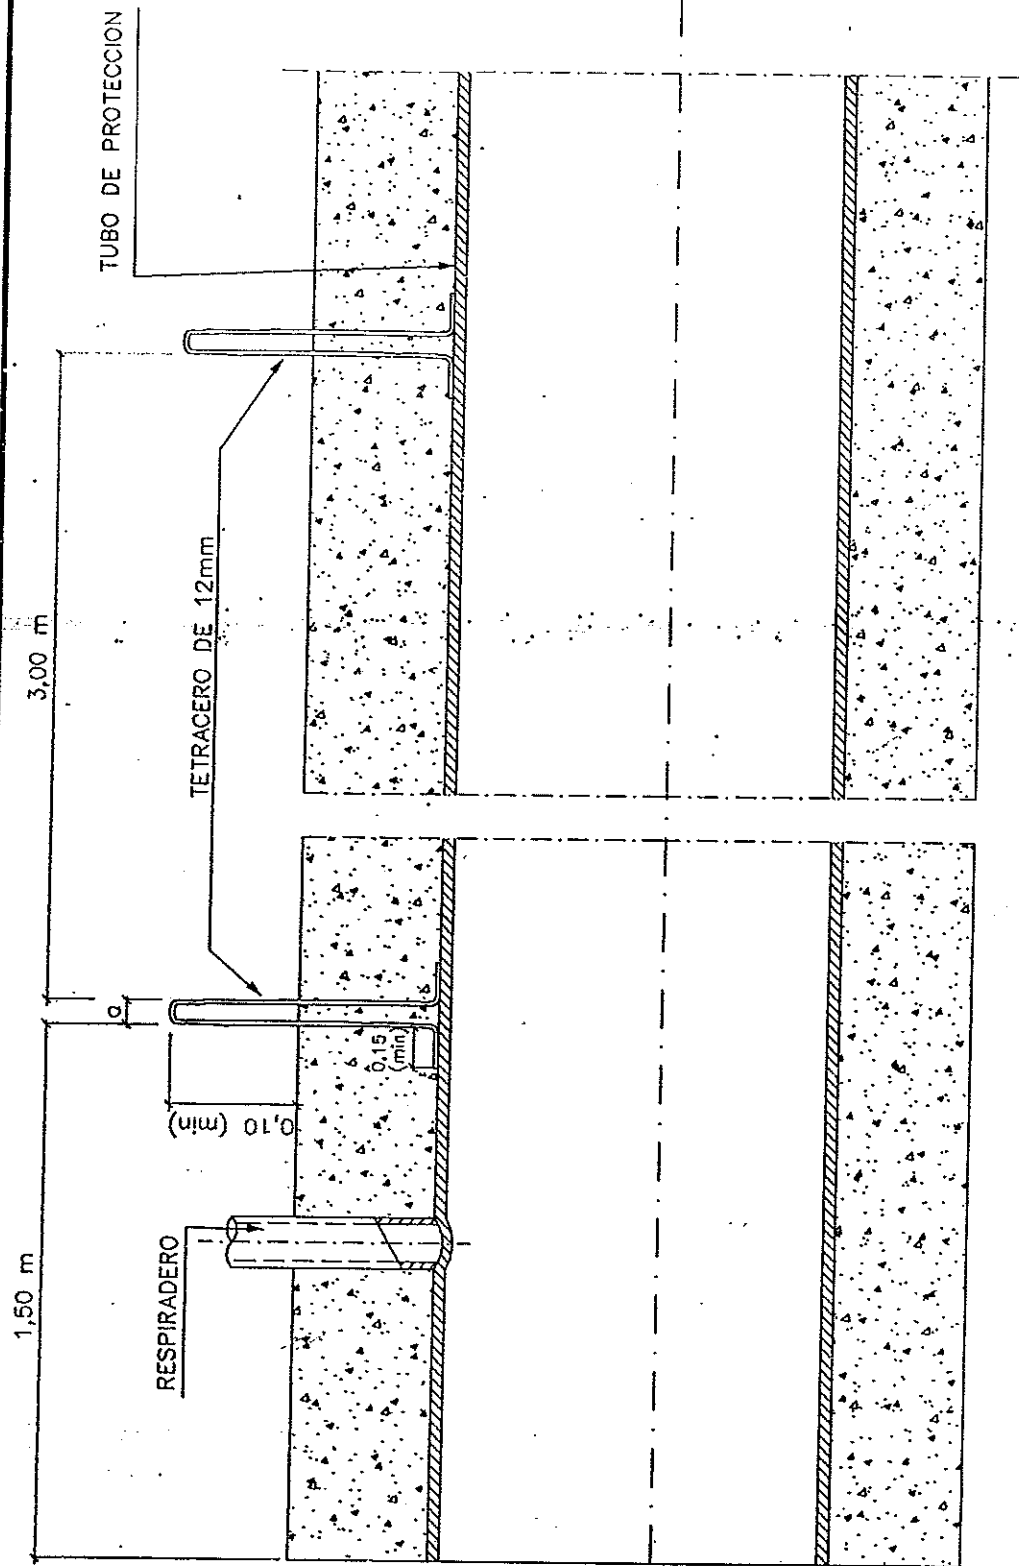 TUBO DE PROTECCION
3,00 m
TETRACERO DE 12mm
a
0,15
(min)
0,10 (min)
RESPIRADERO
1,50 m